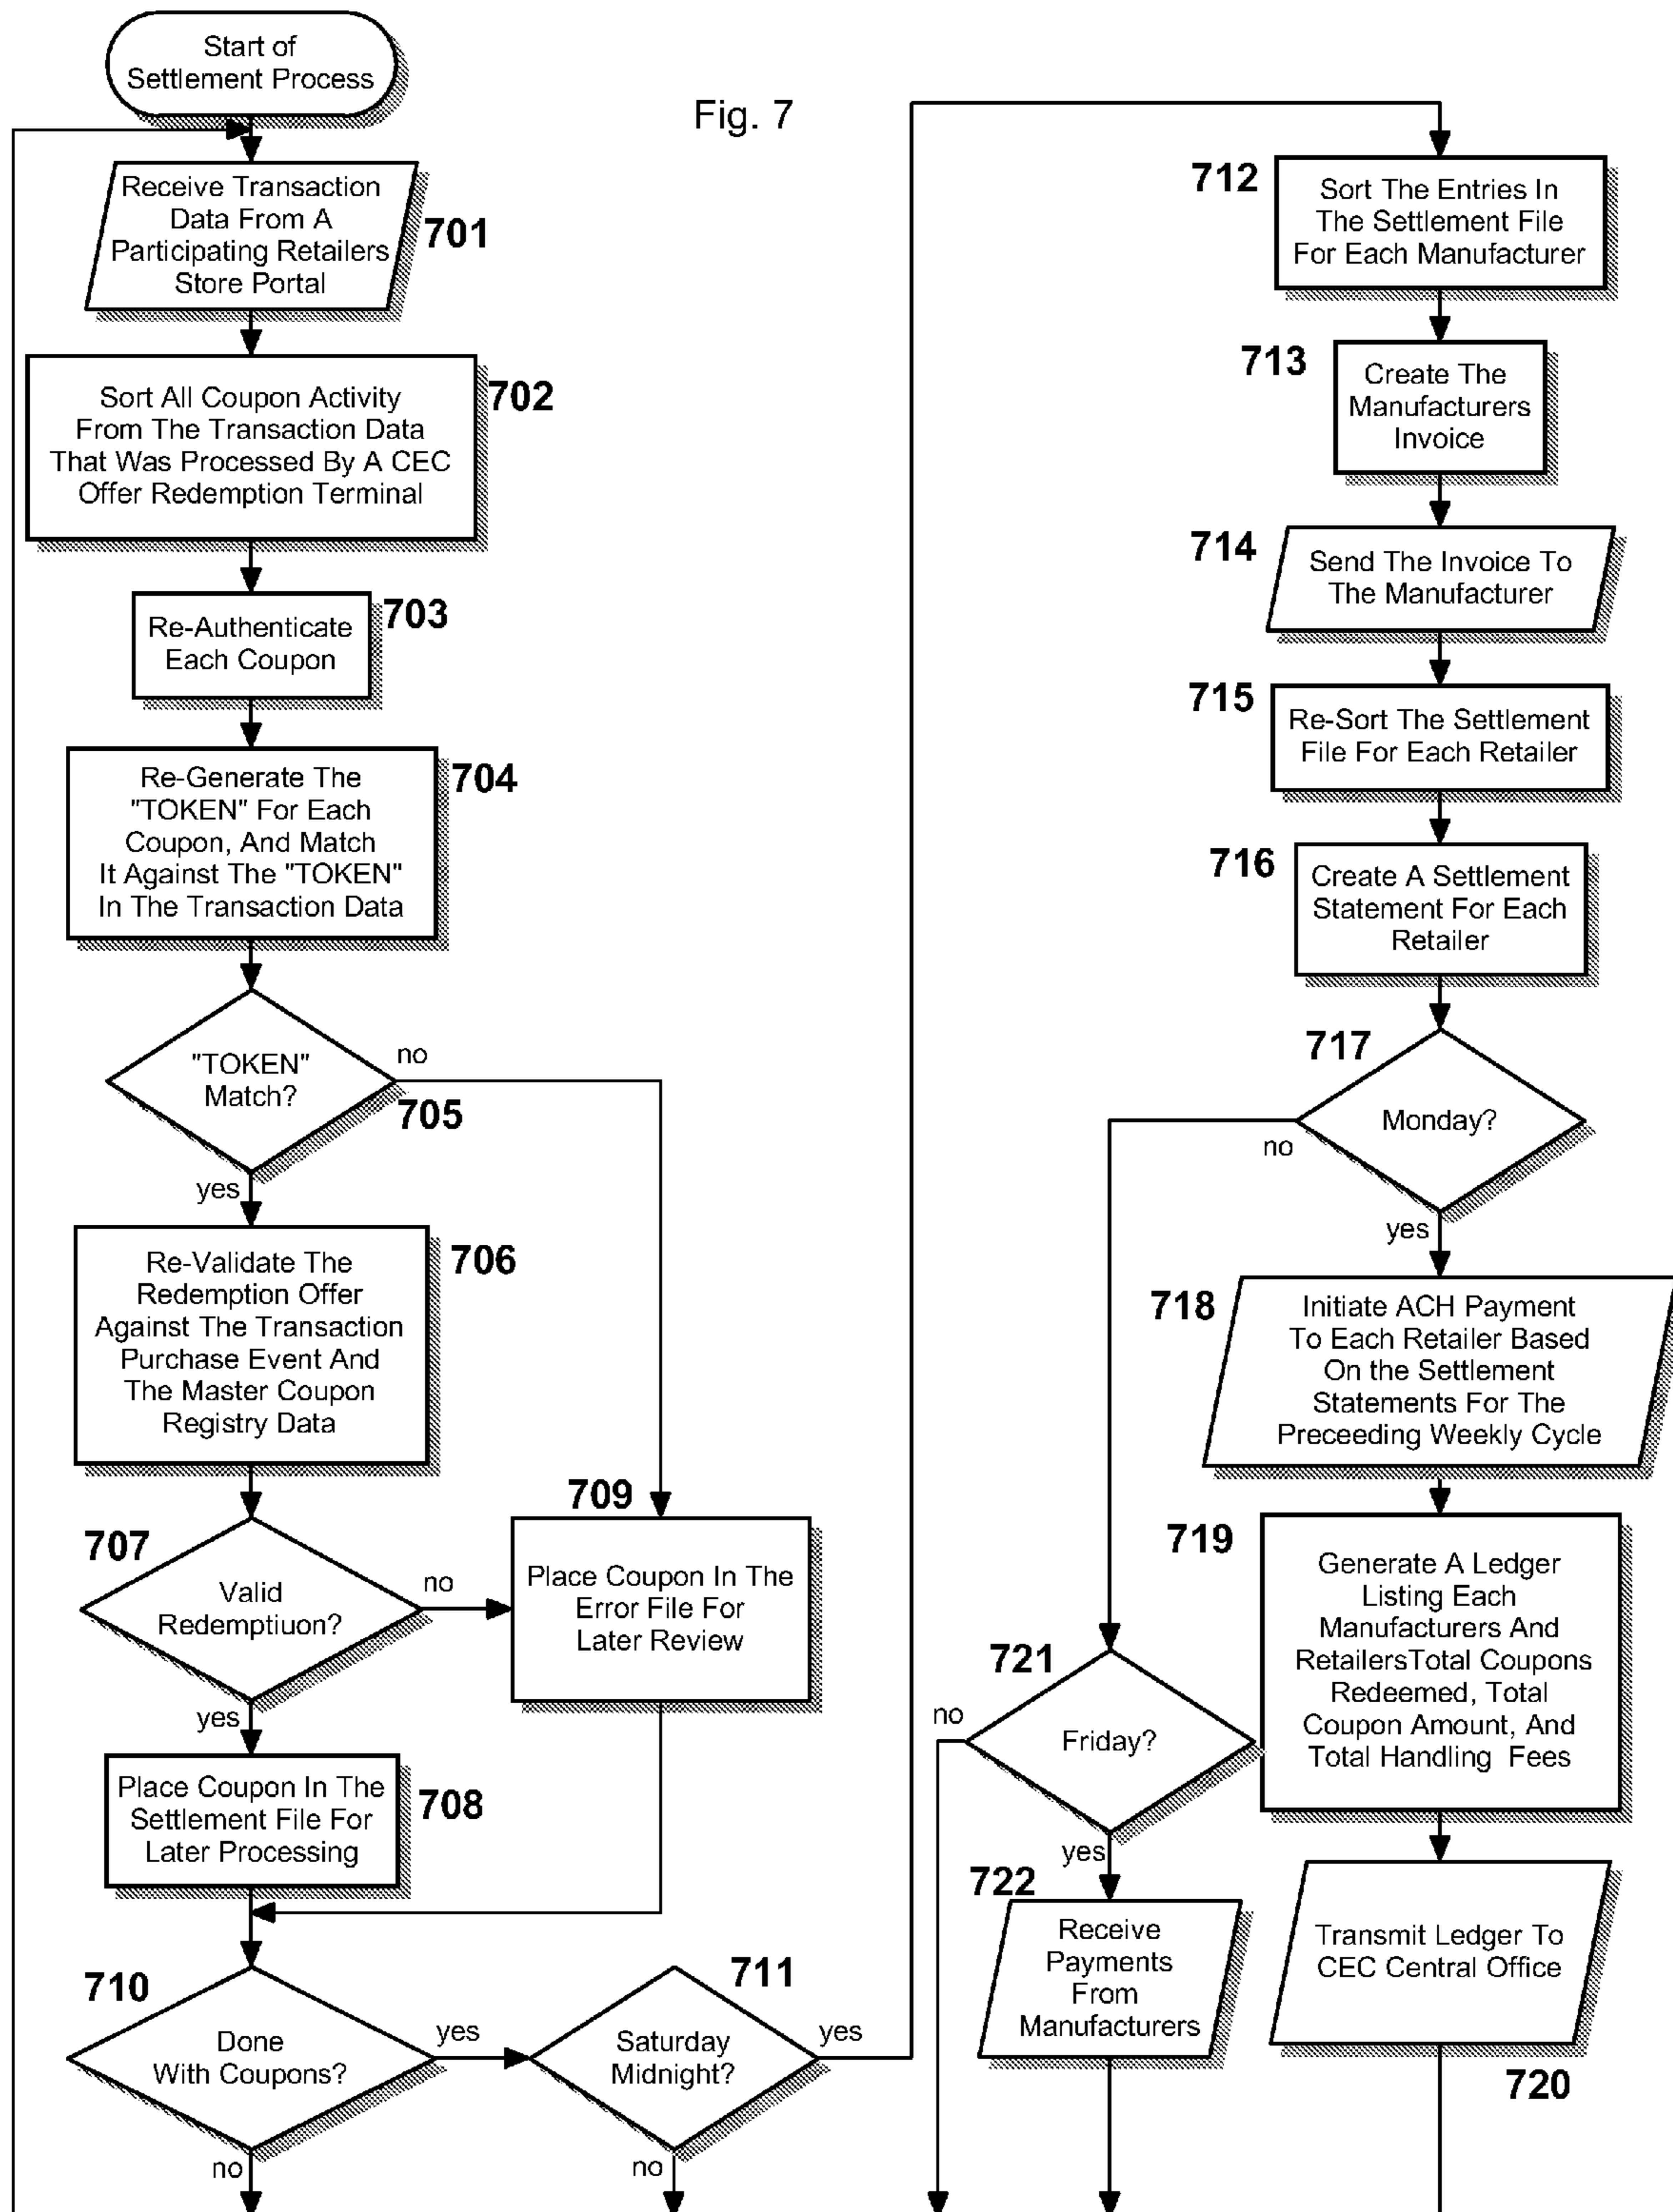 Start of
Settlement Process
Fig. 7
Receive Transaction
Data From A
Participating Retailers
Store Portal
701
Sort All Coupon Activity
From The Transaction Data
That Was Processed By A CEC
Offer Redemption Terminal
702
Re-Authenticate
Each Coupon
703
Re-Generate The
"TOKEN" For Each
Coupon, And Match
It Against The "TOKEN"
In The Transaction Data
704
"TOKEN"
Match?
no
705
yes
Re-Validate The
Redemption Offer
Against The Transaction
Purchase Event And
The Master Coupon
Registry Data
706
707
Valid
Redemptiuon?
no
yes
709
Place Coupon In The
Error File For
Later Review
Place Coupon In The
Settlement File For
Later Processing
708
710
Done
With Coupons?
yes
no
711
Saturday
Midnight?
yes
no
712
Sort The Entries In
The Settlement File
For Each Manufacturer
713
Create The
Manufacturers
Invoice
714
Send The Invoice To
The Manufacturer
715
Re-Sort The Settlement
File For Each Retailer
716
Create A Settlement
Statement For Each
Retailer
717
Monday?
no
yes
718
Initiate ACH Payment
To Each Retailer Based
On the Settlement
Statements For The
Preceeding Weekly Cycle
719
Generate A Ledger
Listing Each
Manufacturers And
RetailersTotal Coupons
Redeemed, Total
Coupon Amount, And
Total Handling Fees
721
no
Friday?
yes
722
Receive
Payments
From
Manufacturers
Transmit Ledger To
CEC Central Office
720